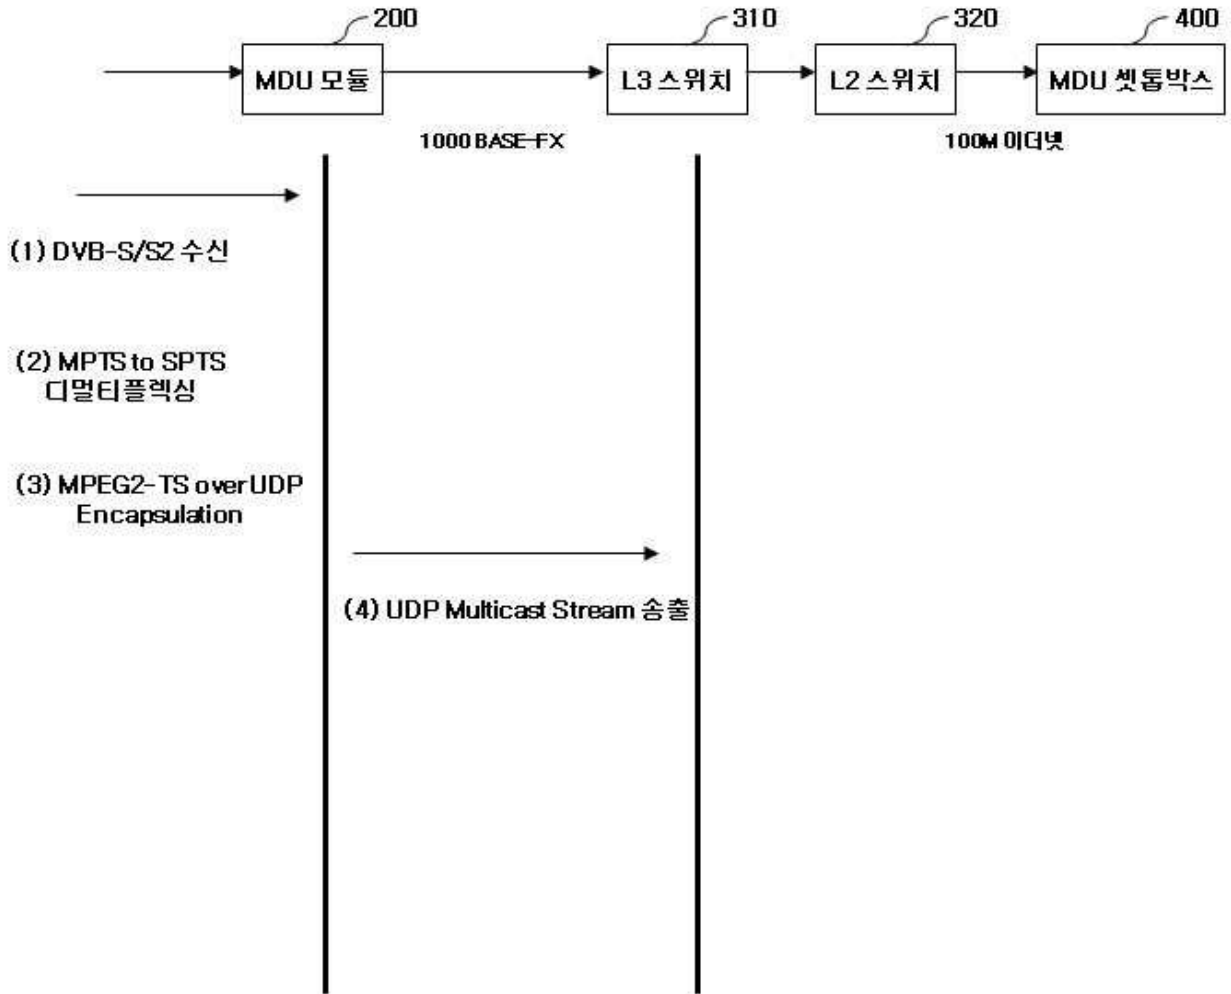 200
310
320
400
MDU 모듈
L3 스위치
L2 스위치
MDU 셋톱박스
1000 BASE-FX
100M 이더넷
(1) DVB-S/S2 수신
(2) MPTS to SPTS
디멀티플렉싱
(3) MPEG2-TS over UDP
Encapsulation
(4) UDP Multicast Stream 송출